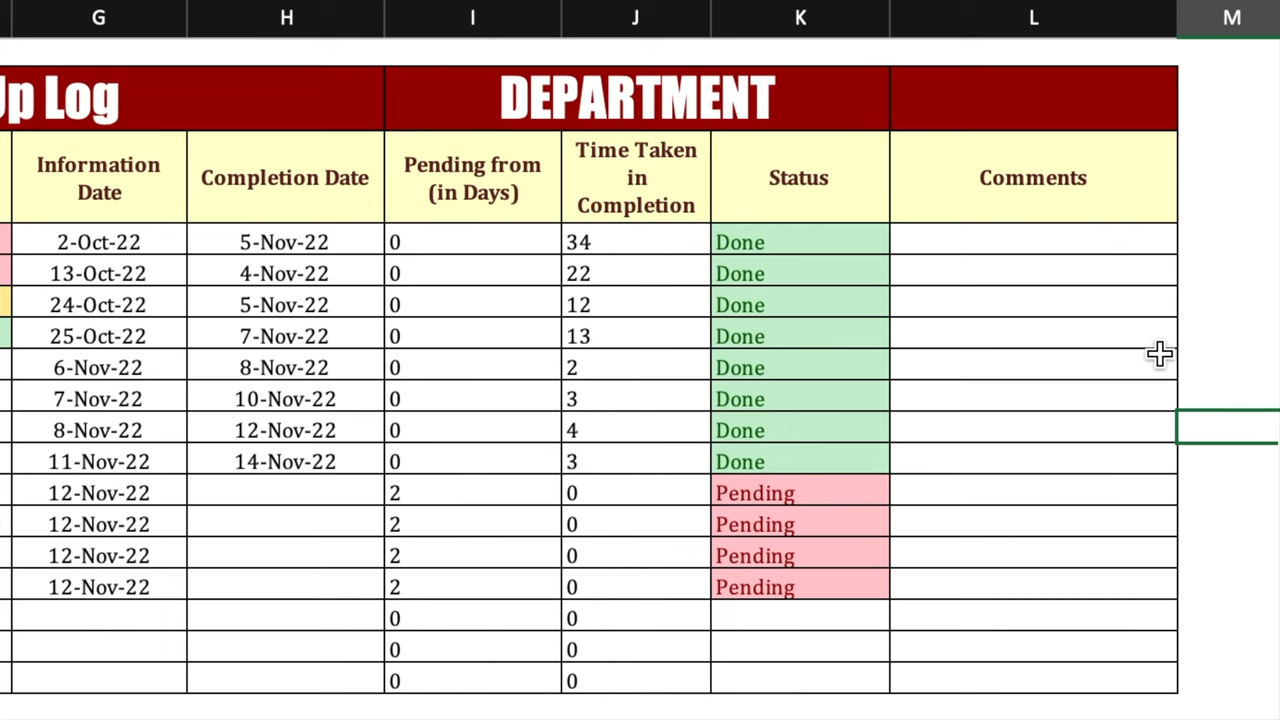 G H I J K L M
Up Log DEPARTMENT
Information Date Completion Date Pending from (in Days) Time Taken in Completion Status Comments
2-Oct-22 5-Nov-22 0 34 Done
13-Oct-22 4-Nov-22 0 22 Done
24-Oct-22 5-Nov-22 0 12 Done
25-Oct-22 7-Nov-22 0 13 Done
6-Nov-22 8-Nov-22 0 2 Done
7-Nov-22 10-Nov-22 0 3 Done
8-Nov-22 12-Nov-22 0 4 Done
11-Nov-22 14-Nov-22 0 3 Done
12-Nov-22 2 0 Pending
12-Nov-22 2 0 Pending
12-Nov-22 2 0 Pending
12-Nov-22 2 0 Pending
0 0
0 0
0 0